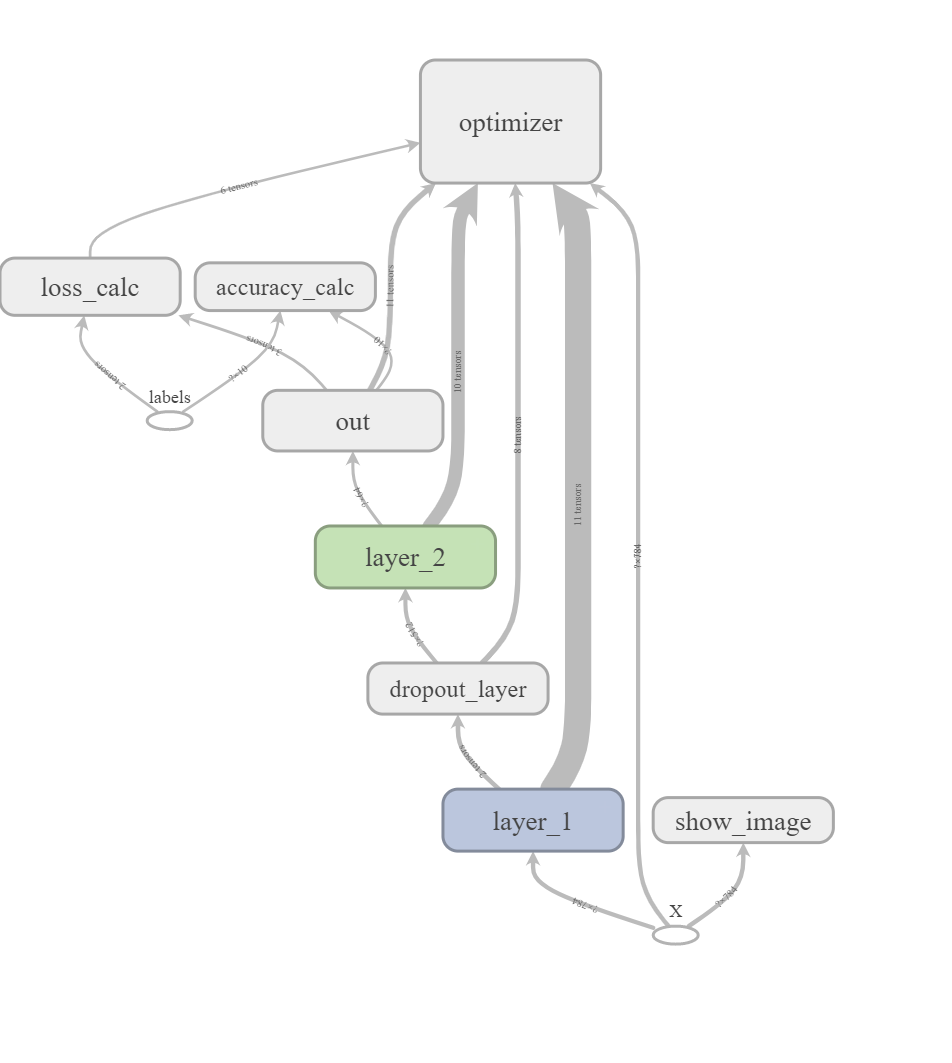 optimizer
6 tensors
loss_calc
accuracy_calc
11 tensors
3 tensors
?×10
?×10
2 tensors
labels
10 tensors
out
8 tensors
?×64
11 tensors
layer_2
?×784
?×512
dropout_layer
2 tensors
layer_1
show_image
?×784
?×784
X